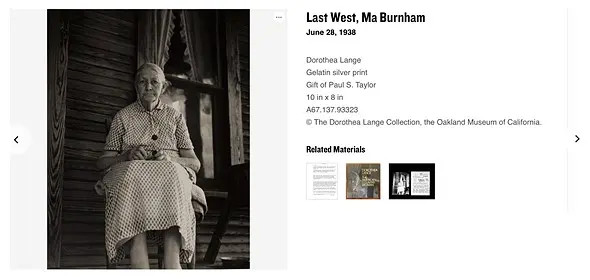 Last West, Ma Burnham
June 28, 1938
Dorothea Lange
Gelatin silver print
Gift of Paul S. Taylor
10 in x 8 in
A67.137.93323
© The Dorothea Lange Collection, the Oakland Museum of California.
Related Materials